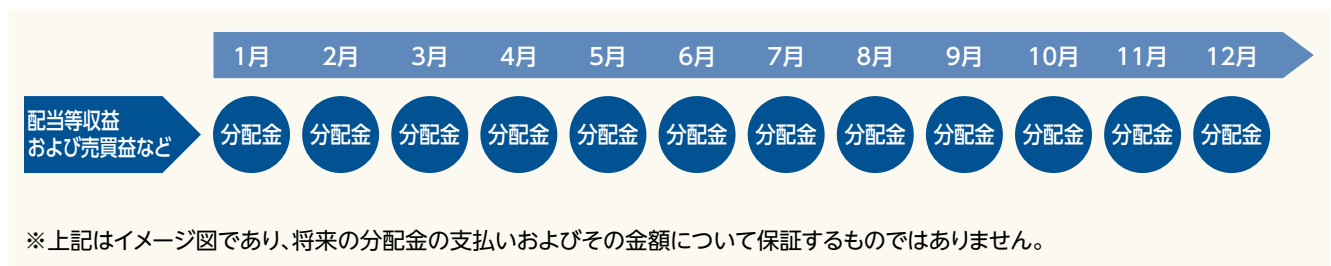 1月 2月 3月 4月 5月 6月 7月 8月 9月 10月 11月 12月
配当等収益
および売買益など
分配金 分配金 分配金 分配金 分配金 分配金 分配金 分配金 分配金 分配金 分配金 分配金
※上記はイメージ図であり、将来の分配金の支払いおよびその金額について保証するものではありません。